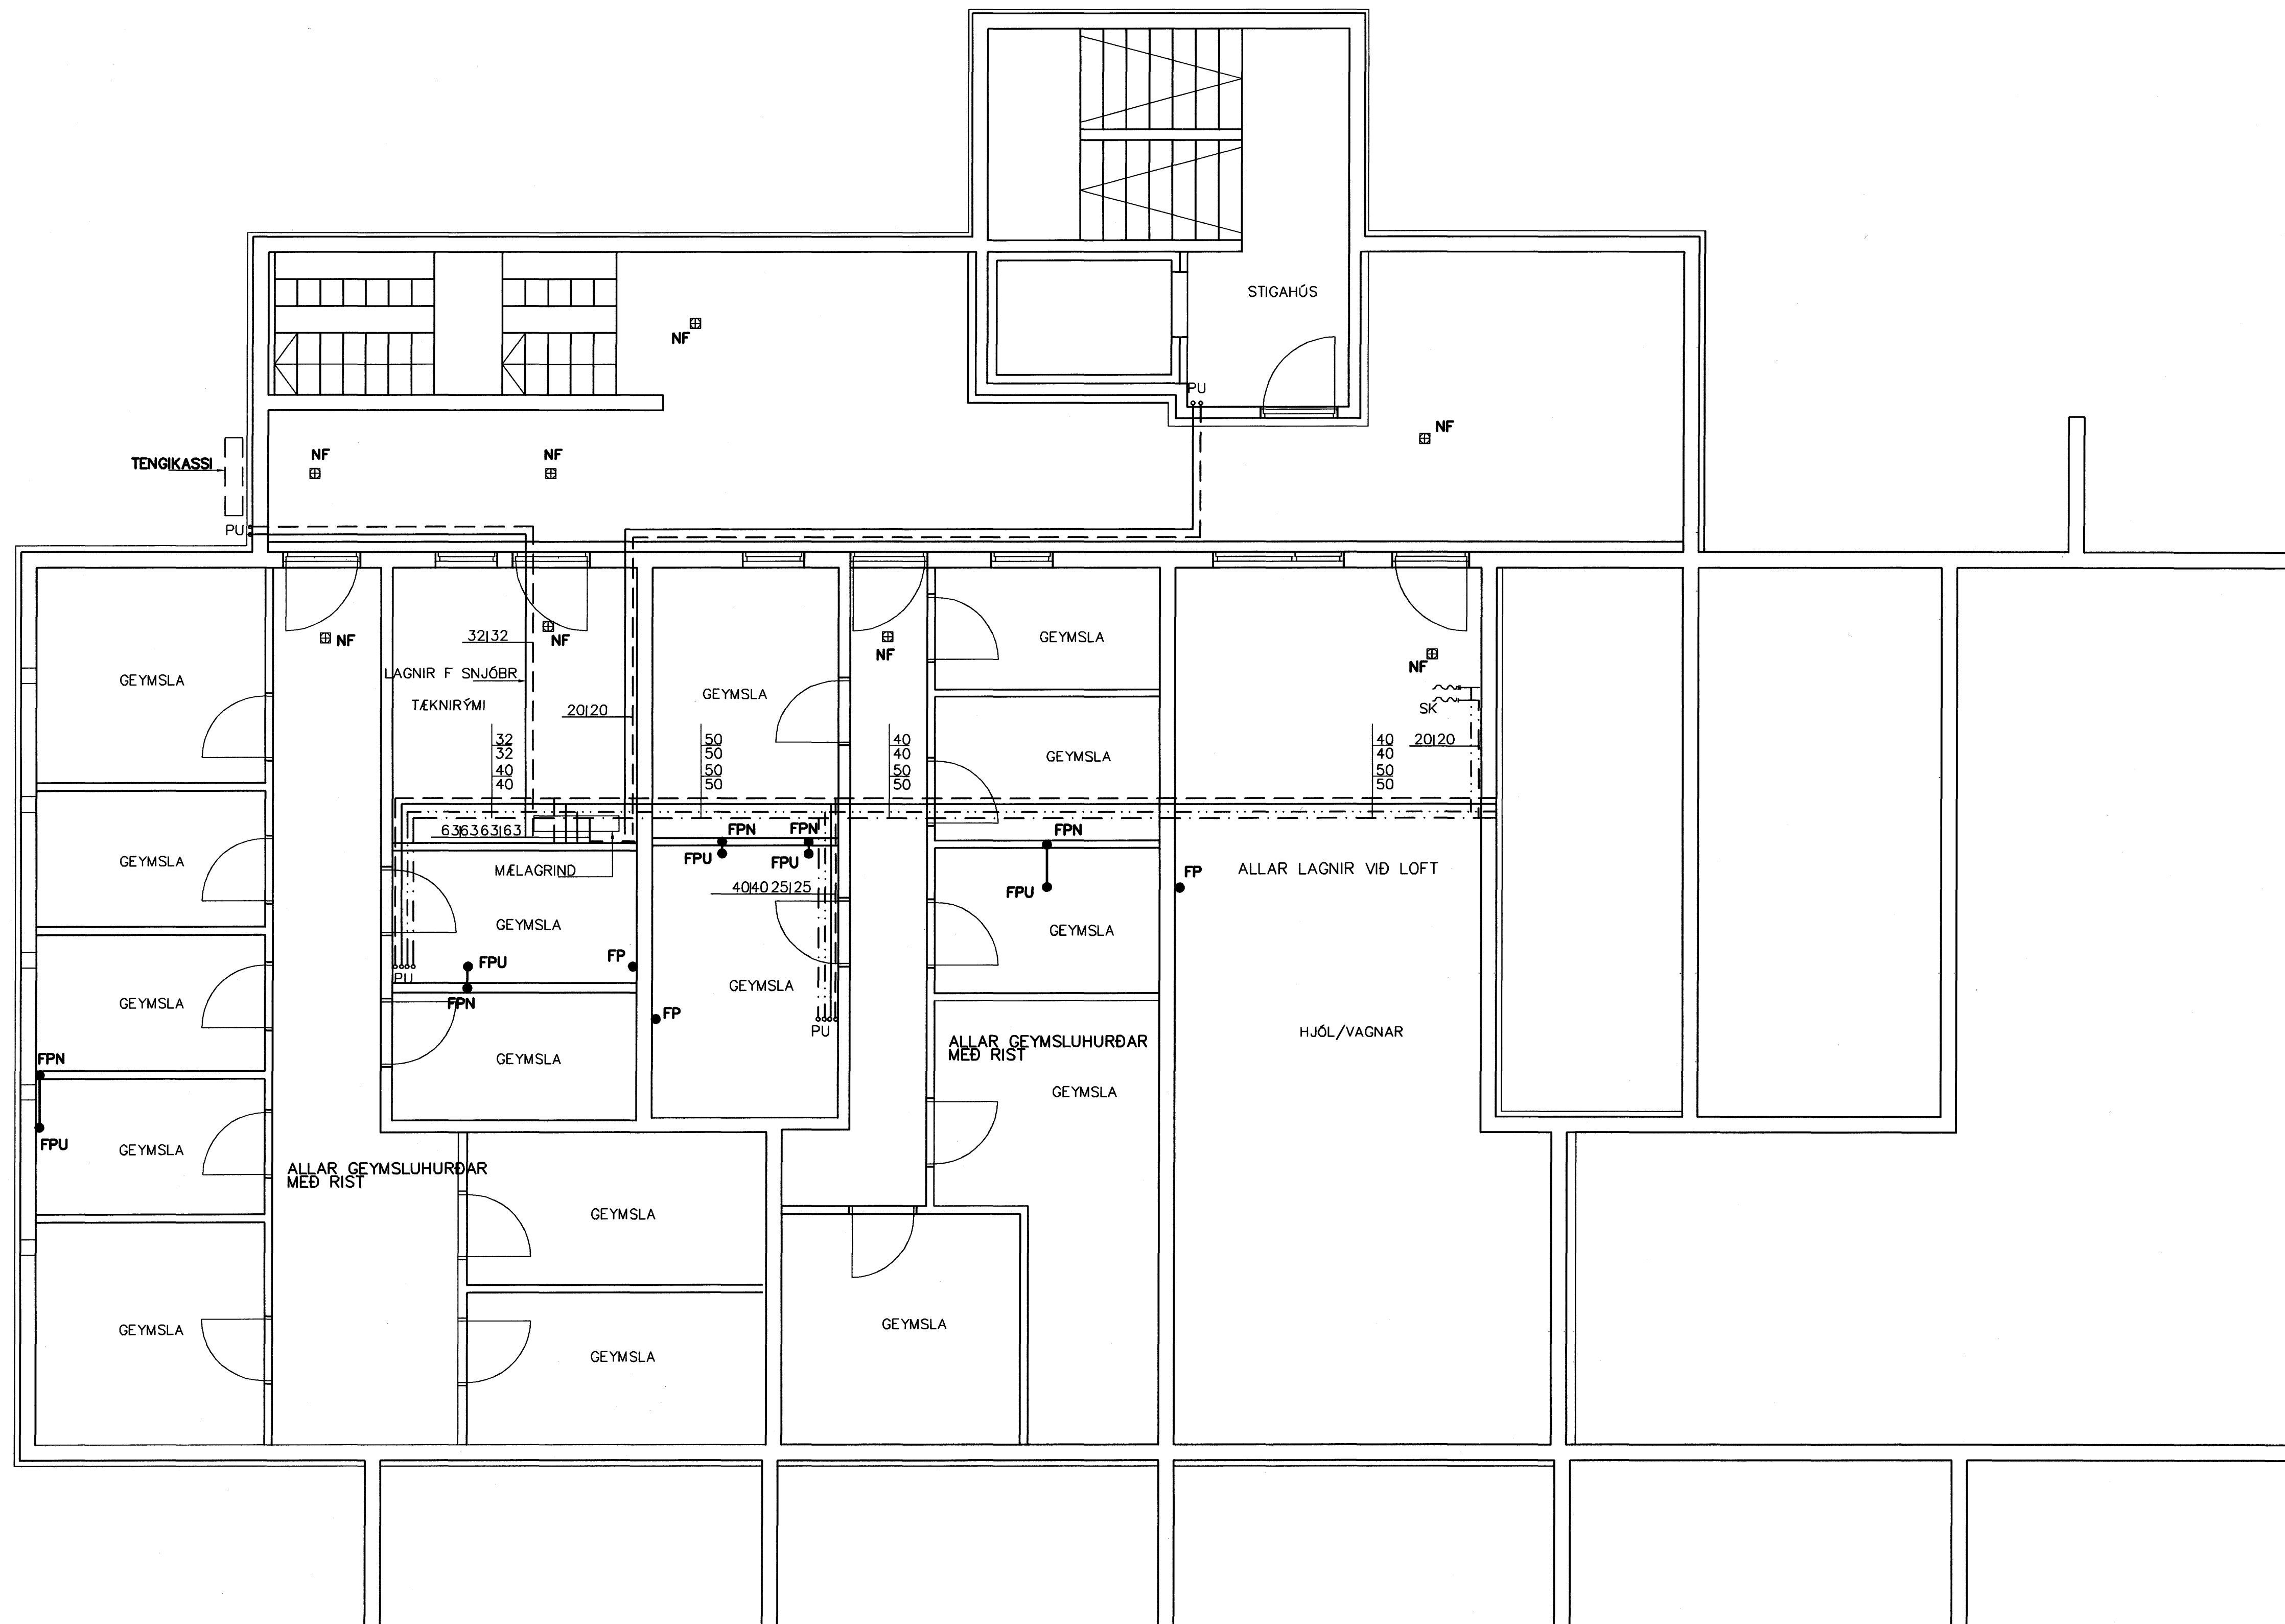 STIGAHÚS
NF
PU
NF
NF
NF
TENGIKASSI
PU
32|32
NF
NF
NF
GEYMSLA
NF
LAGNIR F SNJÓBR
GEYMSLA
GEYMSLA
TÆKNIRÝMI
20|20
SK
32
32
40
40
50
50
50
50
40
40
50
50
GEYMSLA
40
40
50
50
20|20
63|63 63|63
FPN
FPN
FPN
FPU
FPU
GEYMSLA
MÆLAGRIND
40|40 25|25
FPU
FP
ALLAR LAGNIR VIÐ LOFT
GEYMSLA
GEYMSLA
FPU
FP
PU
FPN
GEYMSLA
GEYMSLA
FP
PU
HJÓL/VAGNAR
FPN
GEYMSLA
ALLAR GEYMSLUHURÐAR
MEÐ RIST
GEYMSLA
FPU
GEYMSLA
ALLAR GEYMSLUHURÐAR
MEÐ RIST
GEYMSLA
GEYMSLA
GEYMSLA
GEYMSLA